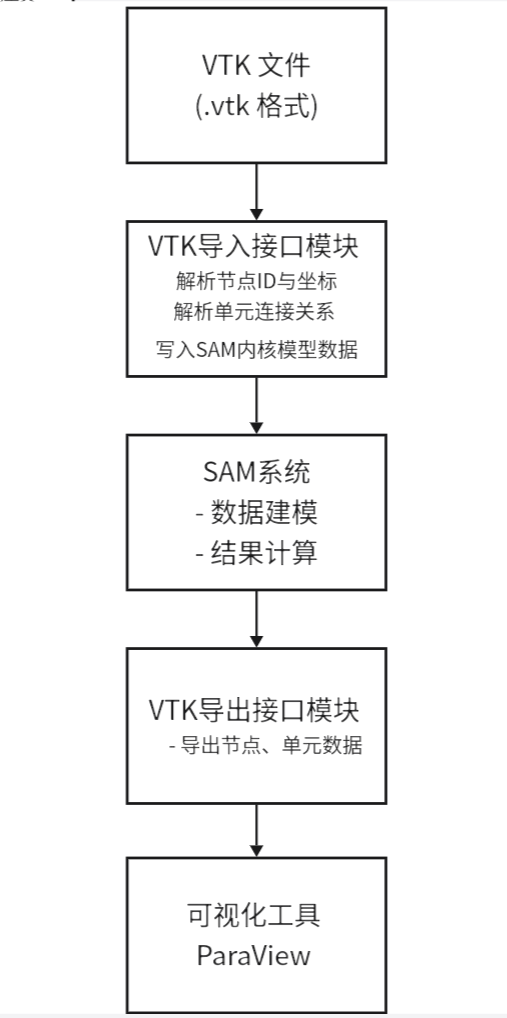 VTK 文件
(.vtk 格式)
VTK导入接口模块
解析节点ID与坐标
解析单元连接关系
写入SAM内核模型数据
SAM系统
- 数据建模
- 结果计算
VTK导出接口模块
- 导出节点、单元数据
可视化工具
ParaView